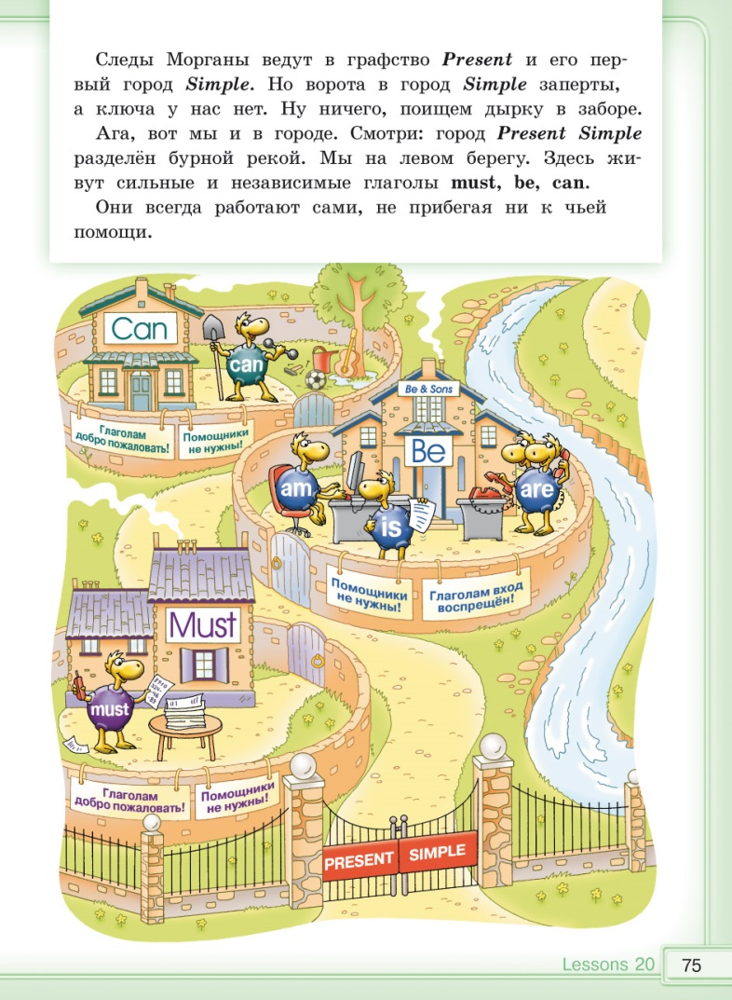 Следы Морганы ведут в графство Present и его пер-
вый город Simple. Но ворота в город Simple заперты,
а ключа у нас нет. Ну ничего, поищем дырку в заборе.
Ага, вот мы и в городе. Смотри: город Present Simple
разделён бурной рекой. Мы на левом берегу. Здесь жи-
вут сильные и независимые глаголы must, be, can.
Они всегда работают сами, не прибегая ни к чьей
помощи.
Can
can
Глаголам
добро пожаловать!
Помощники
не нужны!
Be & Sons
Be
am
is
are
Помощники
не нужны!
Глаголам вход
воспрещён!
Must
must
Глаголам
добро пожаловать!
Помощники
не нужны!
PRESENT SIMPLE
Lessons 20
75